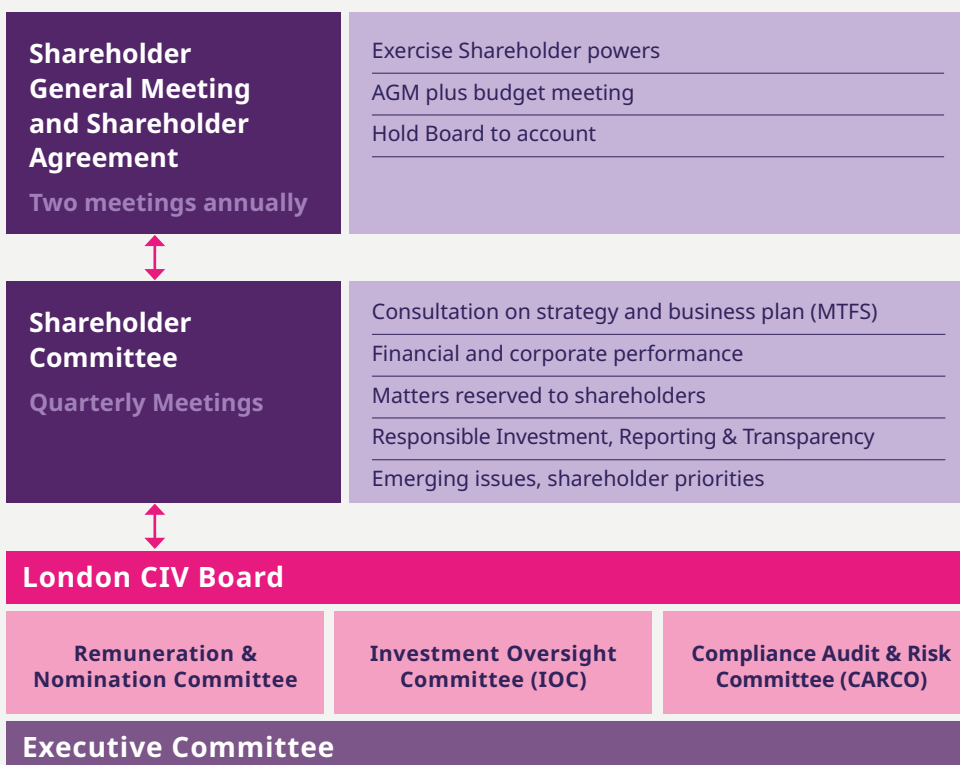 Shareholder
General Meeting
and Shareholder
Agreement
Two meetings annually
Exercise Shareholder powers
AGM plus budget meeting
Hold Board to account
Shareholder
Committee
Quarterly Meetings
Consultation on strategy and business plan (MTFS)
Financial and corporate performance
Matters reserved to shareholders
Responsible Investment, Reporting & Transparency
Emerging issues, shareholder priorities
London CIV Board
Remuneration &
Nomination Committee
Investment Oversight
Committee (IOC)
Compliance Audit & Risk
Committee (CARCO)
Executive Committee